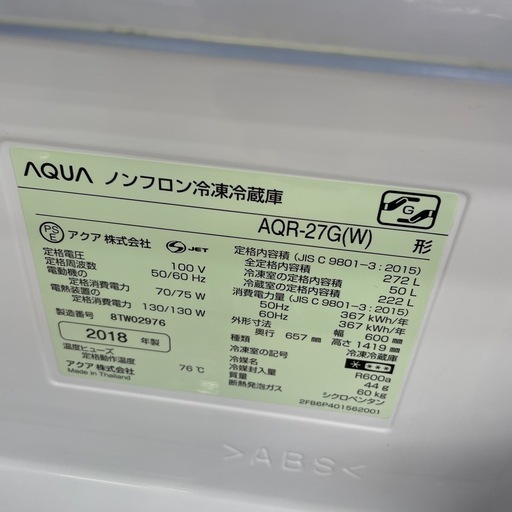 AQUA ノンフロン冷凍冷蔵庫
G
AQR-27G(W) 形
PSE アクア株式会社 S JET
定格電圧 100 V
定格周波数 50/60 Hz
電動機の定格消費電力 70/75 W
電熱装置の定格消費電力 130/130 W
製造番号 8TW02976
2018 年製
温度ヒューズ
定格動作温度 76℃
アクア株式会社
Made in Thailand
定格内容積 (JIS C 9801-3:2015)
全定格内容積 272 L
冷凍室の定格内容積 50 L
冷蔵室の定格内容積 222 L
消費電力量 (JIS C 9801-3:2015)
50Hz 367 kWh/年
60Hz 367 kWh/年
外形寸法 幅 600 mm
奥行 657 mm 高さ 1419 mm
種類 冷凍冷蔵庫
冷凍室の記号 ****
冷媒名 R600a
冷媒封入量 44 g
質量 60 kg
断熱発泡ガス シクロペンタン
2FB6P401562001
>ABS<